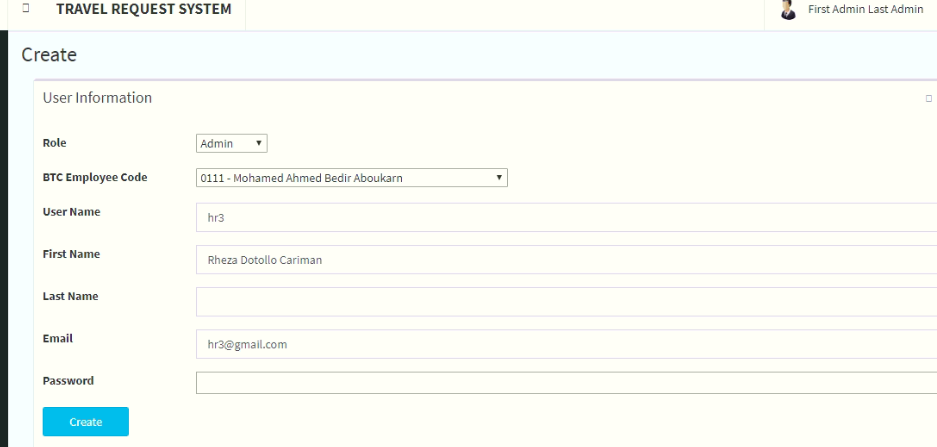 TRAVEL REQUEST SYSTEM
First Admin Last Admin
Create
User Information
Role
Admin
BTC Employee Code
0111 - Mohamed Ahmed Bedir Aboukarn
User Name
hr3
First Name
Rheza Dotollo Cariman
Last Name
Email
hr3@gmail.com
Password
Create